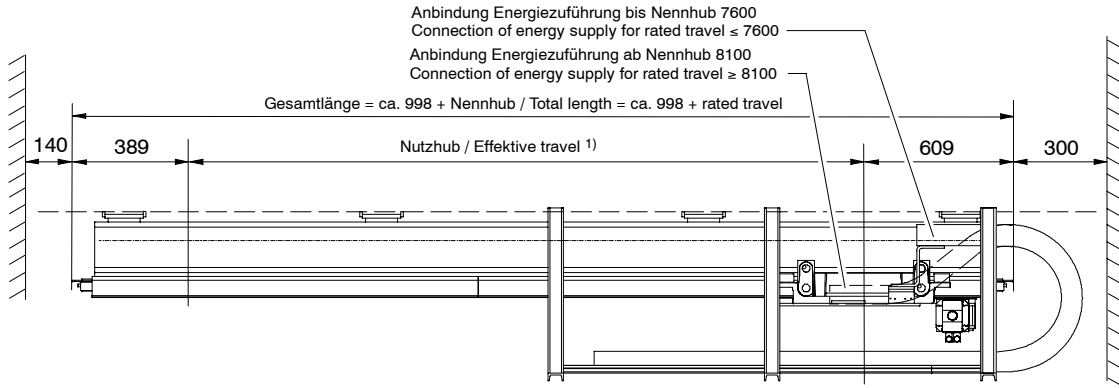 Anbindung Energiezuführung bis Nennhub 7600
Connection of energy supply for rated travel ≤ 7600
Anbindung Energiezuführung ab Nennhub 8100
Connection of energy supply for rated travel ≥ 8100
Gesamtlänge = ca. 998 + Nennhub / Total length = ca. 998 + rated travel
140 389 Nutzhub / Effektive travel 1) 609 300